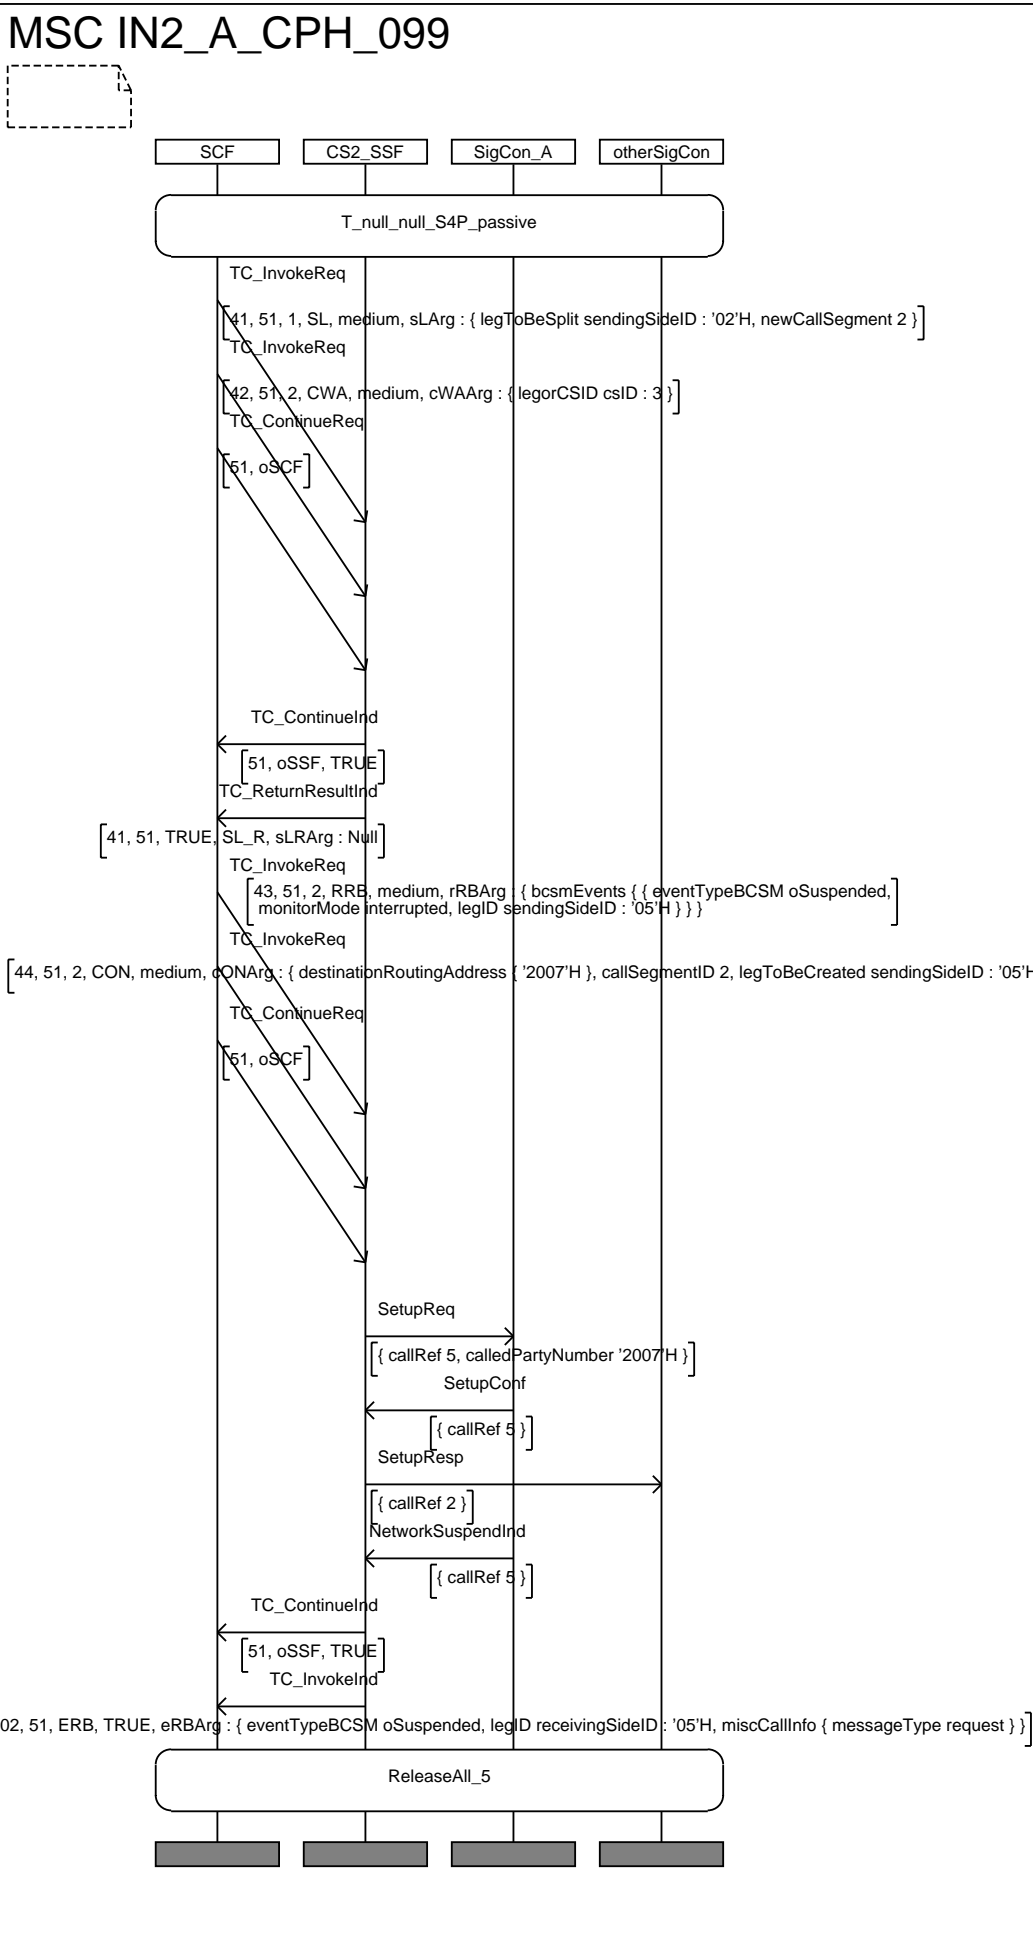 MSC IN2_A_CPH_099
SCF
CS2_SSF
SigCon_A
otherSigCon
T_null_null_S4P_passive
TC_InvokeReq
41, 51, 1, SL, medium, sLArg : { legToBeSplit sendingSideID : '02'H, newCallSegment 2 }
TC_InvokeReq
42, 51, 2, CWA, medium, cWAArg : { legorCSID csID : 3 }
TC_ContinueReq
51, oSCF
TC_ContinueInd
51, oSSF, TRUE
TC_ReturnResultInd
41, 51, TRUE, SL_R, sLRArg : Null
TC_InvokeReq
43, 51, 2, RRB, medium, rRBArg : { bcsmEvents { { eventTypeBCSM oSuspended,
monitorMode interrupted, legID sendingSideID : '05'H } } }
TC_InvokeReq
44, 51, 2, CON, medium, cONArg : { destinationRoutingAddress { '2007'H }, callSegmentID 2, legToBeCreated sendingSideID : '05'H
TC_ContinueReq
51, oSCF
SetupReq
{ callRef 5, calledPartyNumber '2007'H }
SetupConf
{ callRef 5 }
SetupResp
{ callRef 2 }
NetworkSuspendInd
{ callRef 5 }
TC_ContinueInd
51, oSSF, TRUE
TC_InvokeInd
02, 51, ERB, TRUE, eRBArg : { eventTypeBCSM oSuspended, legID receivingSideID : '05'H, miscCallInfo { messageType request } }
ReleaseAll_5